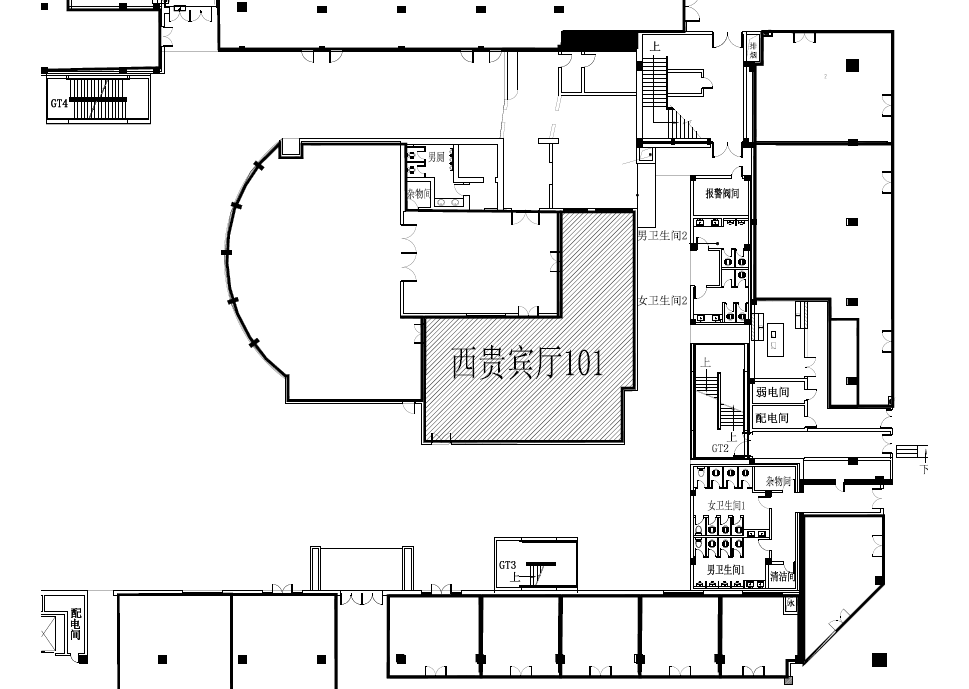 上
排
烟
GT4
男厕
杂物间
报警阀间
男卫生间2
女卫生间2
西贵宾厅101
上
弱电间
配电间
上
GT2
下
杂物间
女卫生间1
GT3
上
男卫生间1
清洁间
水
配
电
间